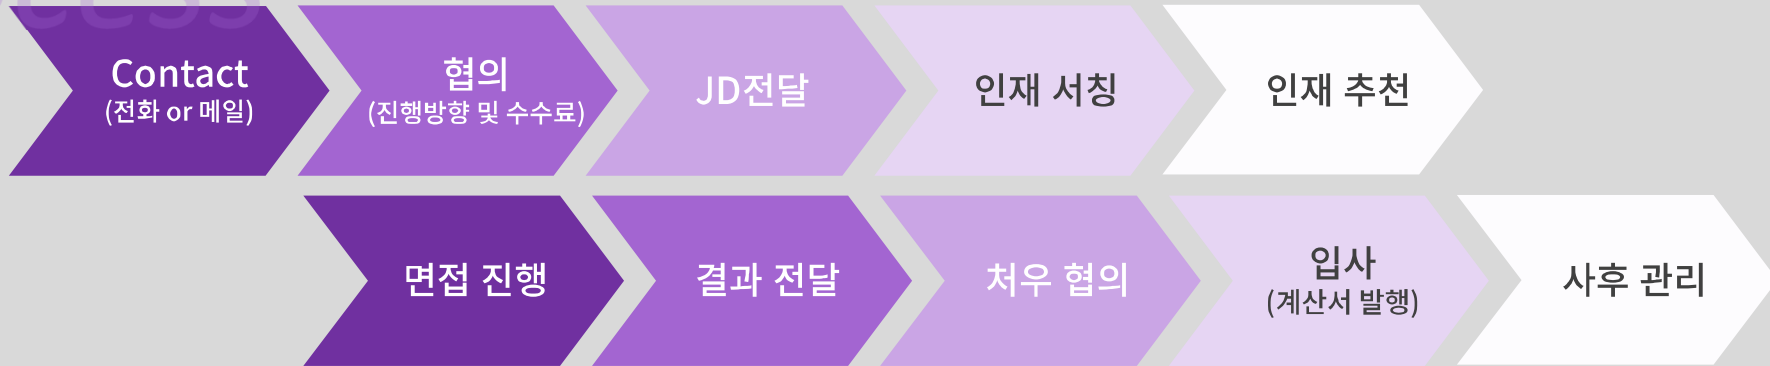 Contact
(전화 or 메일)
협의
(진행방향 및 수수료)
JD전달
인재 서칭
인재 추천
면접 진행
결과 전달
처우 협의
입사
(계산서 발행)
사후 관리